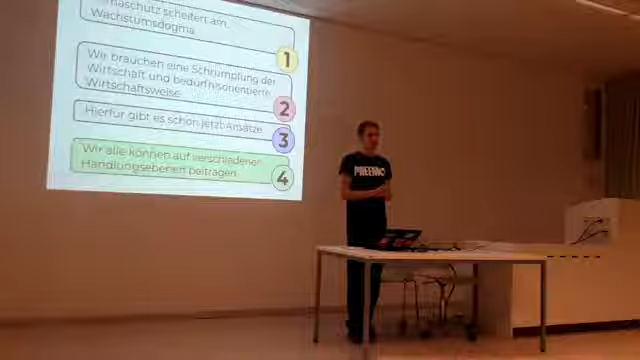 scheitert am
Wachstumsdogma
1
Wir brauchen eine Schrumpfung der
Wirtschaft und bedürfnisorientierte
Wirtschaftsweise
2
Hierfür gibt es schon jetzt Ansätze
3
Wir alle können auf verschiedenen
Handlungsebenen beitragen
4